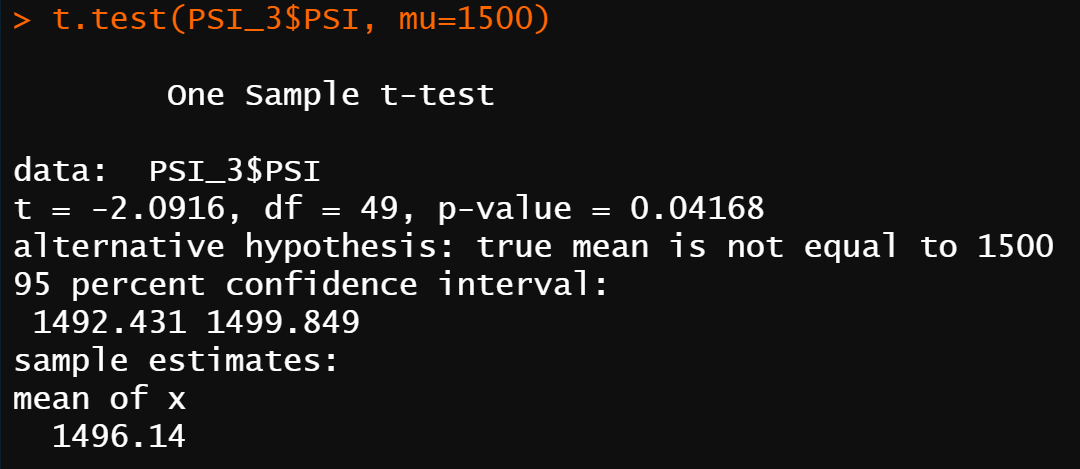 > t.test(PSI_3$PSI, mu=1500)
One Sample t-test
data:  PSI_3$PSI
t = -2.0916, df = 49, p-value = 0.04168
alternative hypothesis: true mean is not equal to 1500
95 percent confidence interval:
1492.431 1499.849
sample estimates:
mean of x
1496.14